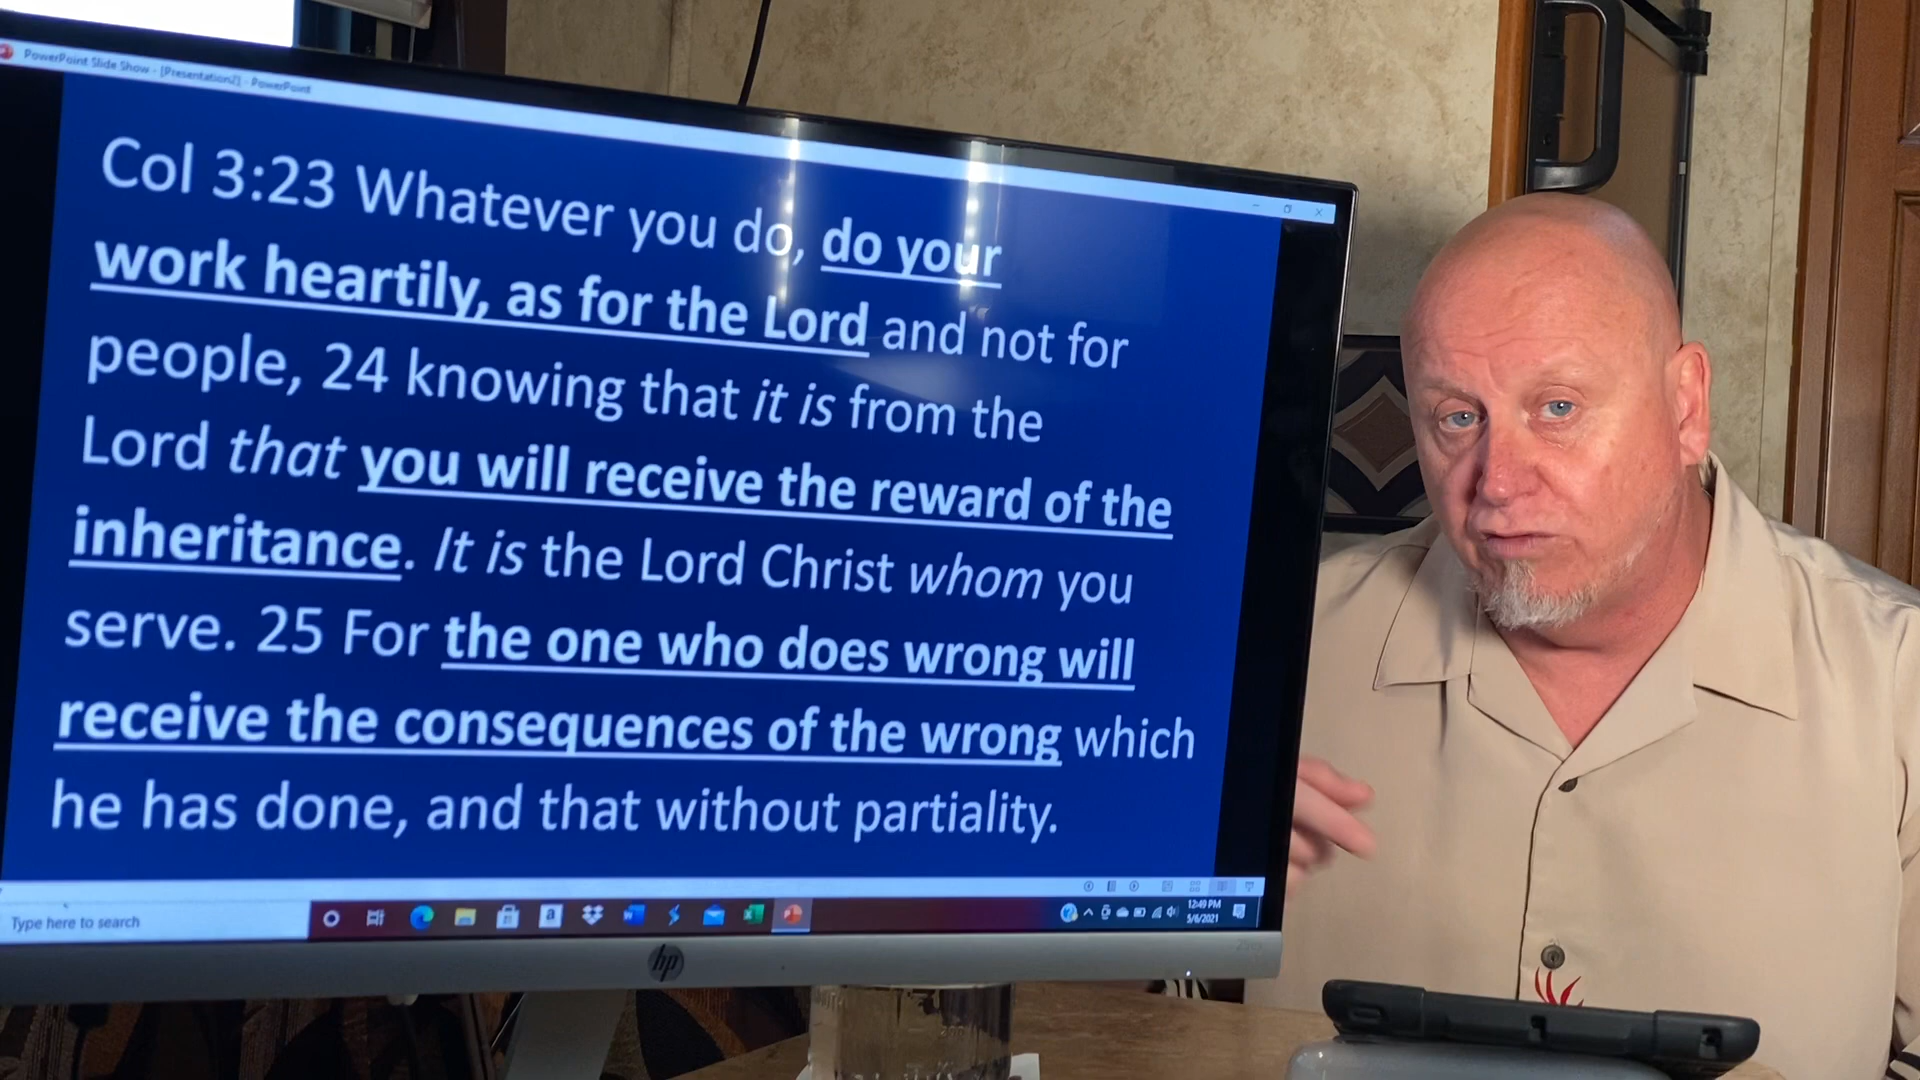 PowerPoint Slide Show - [Presentation2] - PowerPoint
Col 3:23 Whatever you do, do your
work heartily, as for the Lord and not for
people, 24 knowing that it is from the
Lord that you will receive the reward of the
inheritance. It is the Lord Christ whom you
serve. 25 For the one who does wrong will
receive the consequences of the wrong which
he has done, and that without partiality.
Type here to search
12:49 PM
5/6/2021
hp